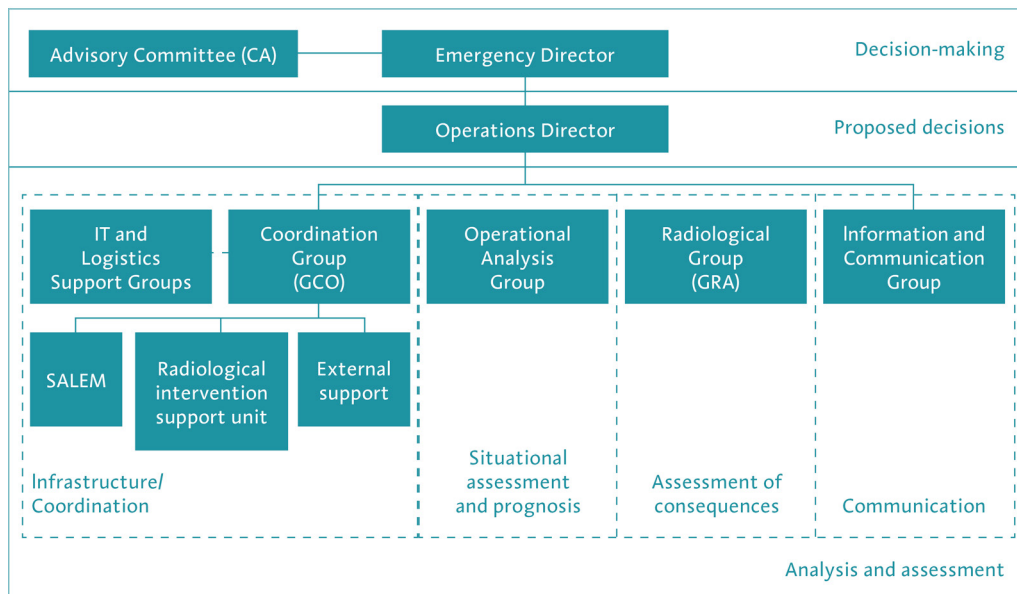 Advisory Committee (CA)
Emergency Director
Decision-making
Operations Director
Proposed decisions
IT and
Logistics
Support Groups
Coordination
Group
(GCO)
Operational
Analysis
Group
Radiological
Group
(GRA)
Information and
Communication
Group
SALEM
Radiological
intervention
support unit
External
support
Infrastructure/
Coordination
Situational
assessment
and prognosis
Assessment of
consequences
Communication
Analysis and assessment